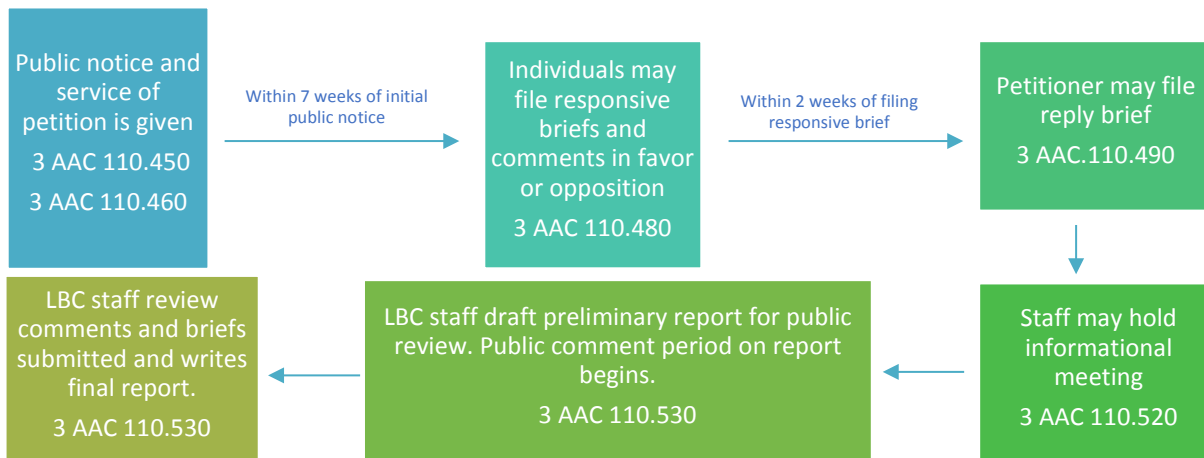 Public notice and
service of
petition is given
3 AAC 110.450
3 AAC 110.460
Within 7 weeks of initial
public notice
Individuals may
file responsive
briefs and
comments in favor
or opposition
3 AAC 110.480
Within 2 weeks of filing
responsive brief
Petitioner may file
reply brief
3 AAC.110.490
Staff may hold
informational
meeting
3 AAC 110.520
LBC staff draft preliminary report for public
review. Public comment period on report
begins.
3 AAC 110.530
LBC staff review
comments and briefs
submitted and writes
final report.
3 AAC 110.530